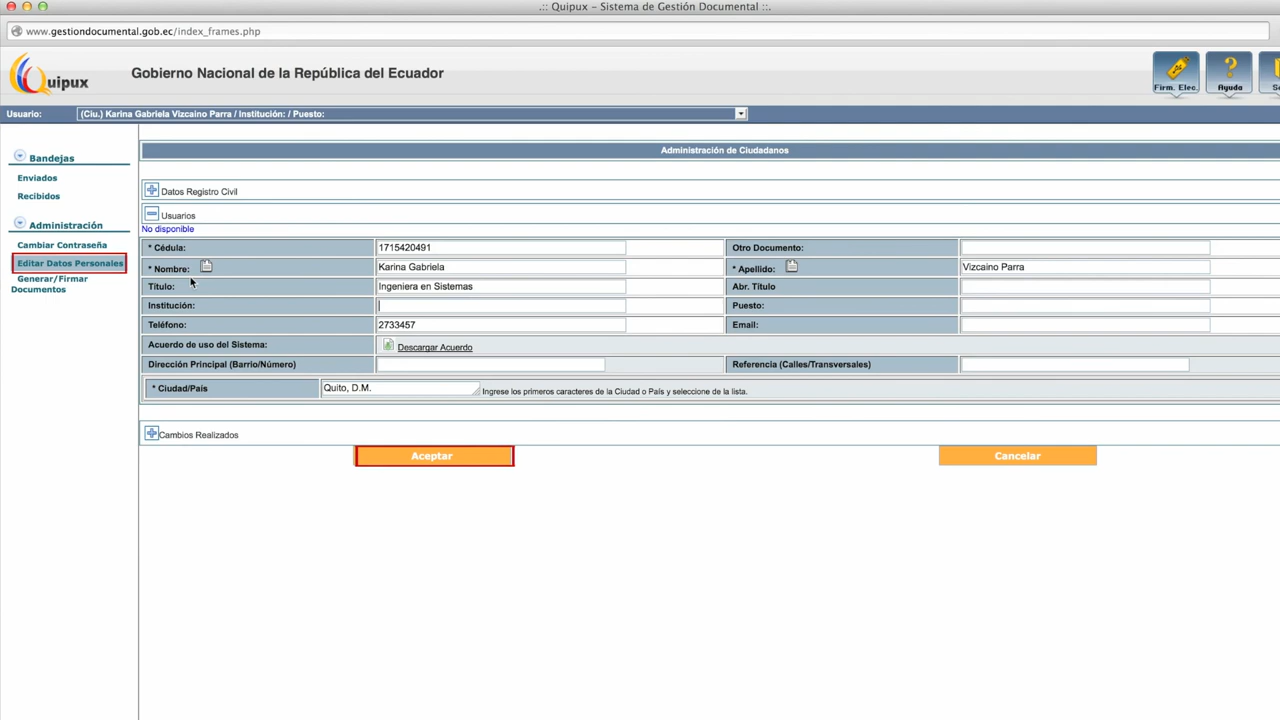 .:: Quipux - Sistema de Gestión Documental ::.
www.gestiondocumental.gob.ec/index_frames.php
Quipux
Gobierno Nacional de la República del Ecuador
Firm. Elec.
Ayuda
Usuario:
(Ciu.) Karina Gabriela Vizcaino Parra / Institución: / Puesto:
Bandejas
Enviados
Recibidos
Administración
Cambiar Contraseña
Editar Datos Personales
Generar/Firmar
Documentos
Administración de Ciudadanos
Datos Registro Civil
Usuarios
No disponible
* Cédula: 1715420491 Otro Documento:
* Nombre: Karina Gabriela * Apellido: Vizcaino Parra
Título: Ingeniera en Sistemas Abr. Título
Institución: Puesto:
Teléfono: 2733457 Email:
Acuerdo de uso del Sistema: Descargar Acuerdo
Dirección Principal (Barrio/Número) Referencia (Calles/Transversales)
* Ciudad/País Quito, D.M. Ingrese los primeros caracteres de la Ciudad o País y seleccione de la lista.
Cambios Realizados
Aceptar Cancelar